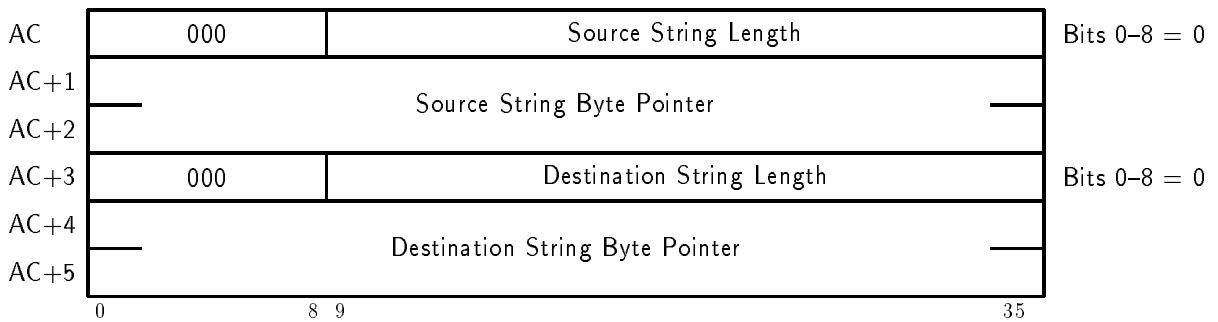 AC 000 Source String Length Bits 0–8 = 0
AC+1
Source String Byte Pointer
AC+2
AC+3 000 Destination String Length Bits 0–8 = 0
AC+4
Destination String Byte Pointer
AC+5
0 8 9 35